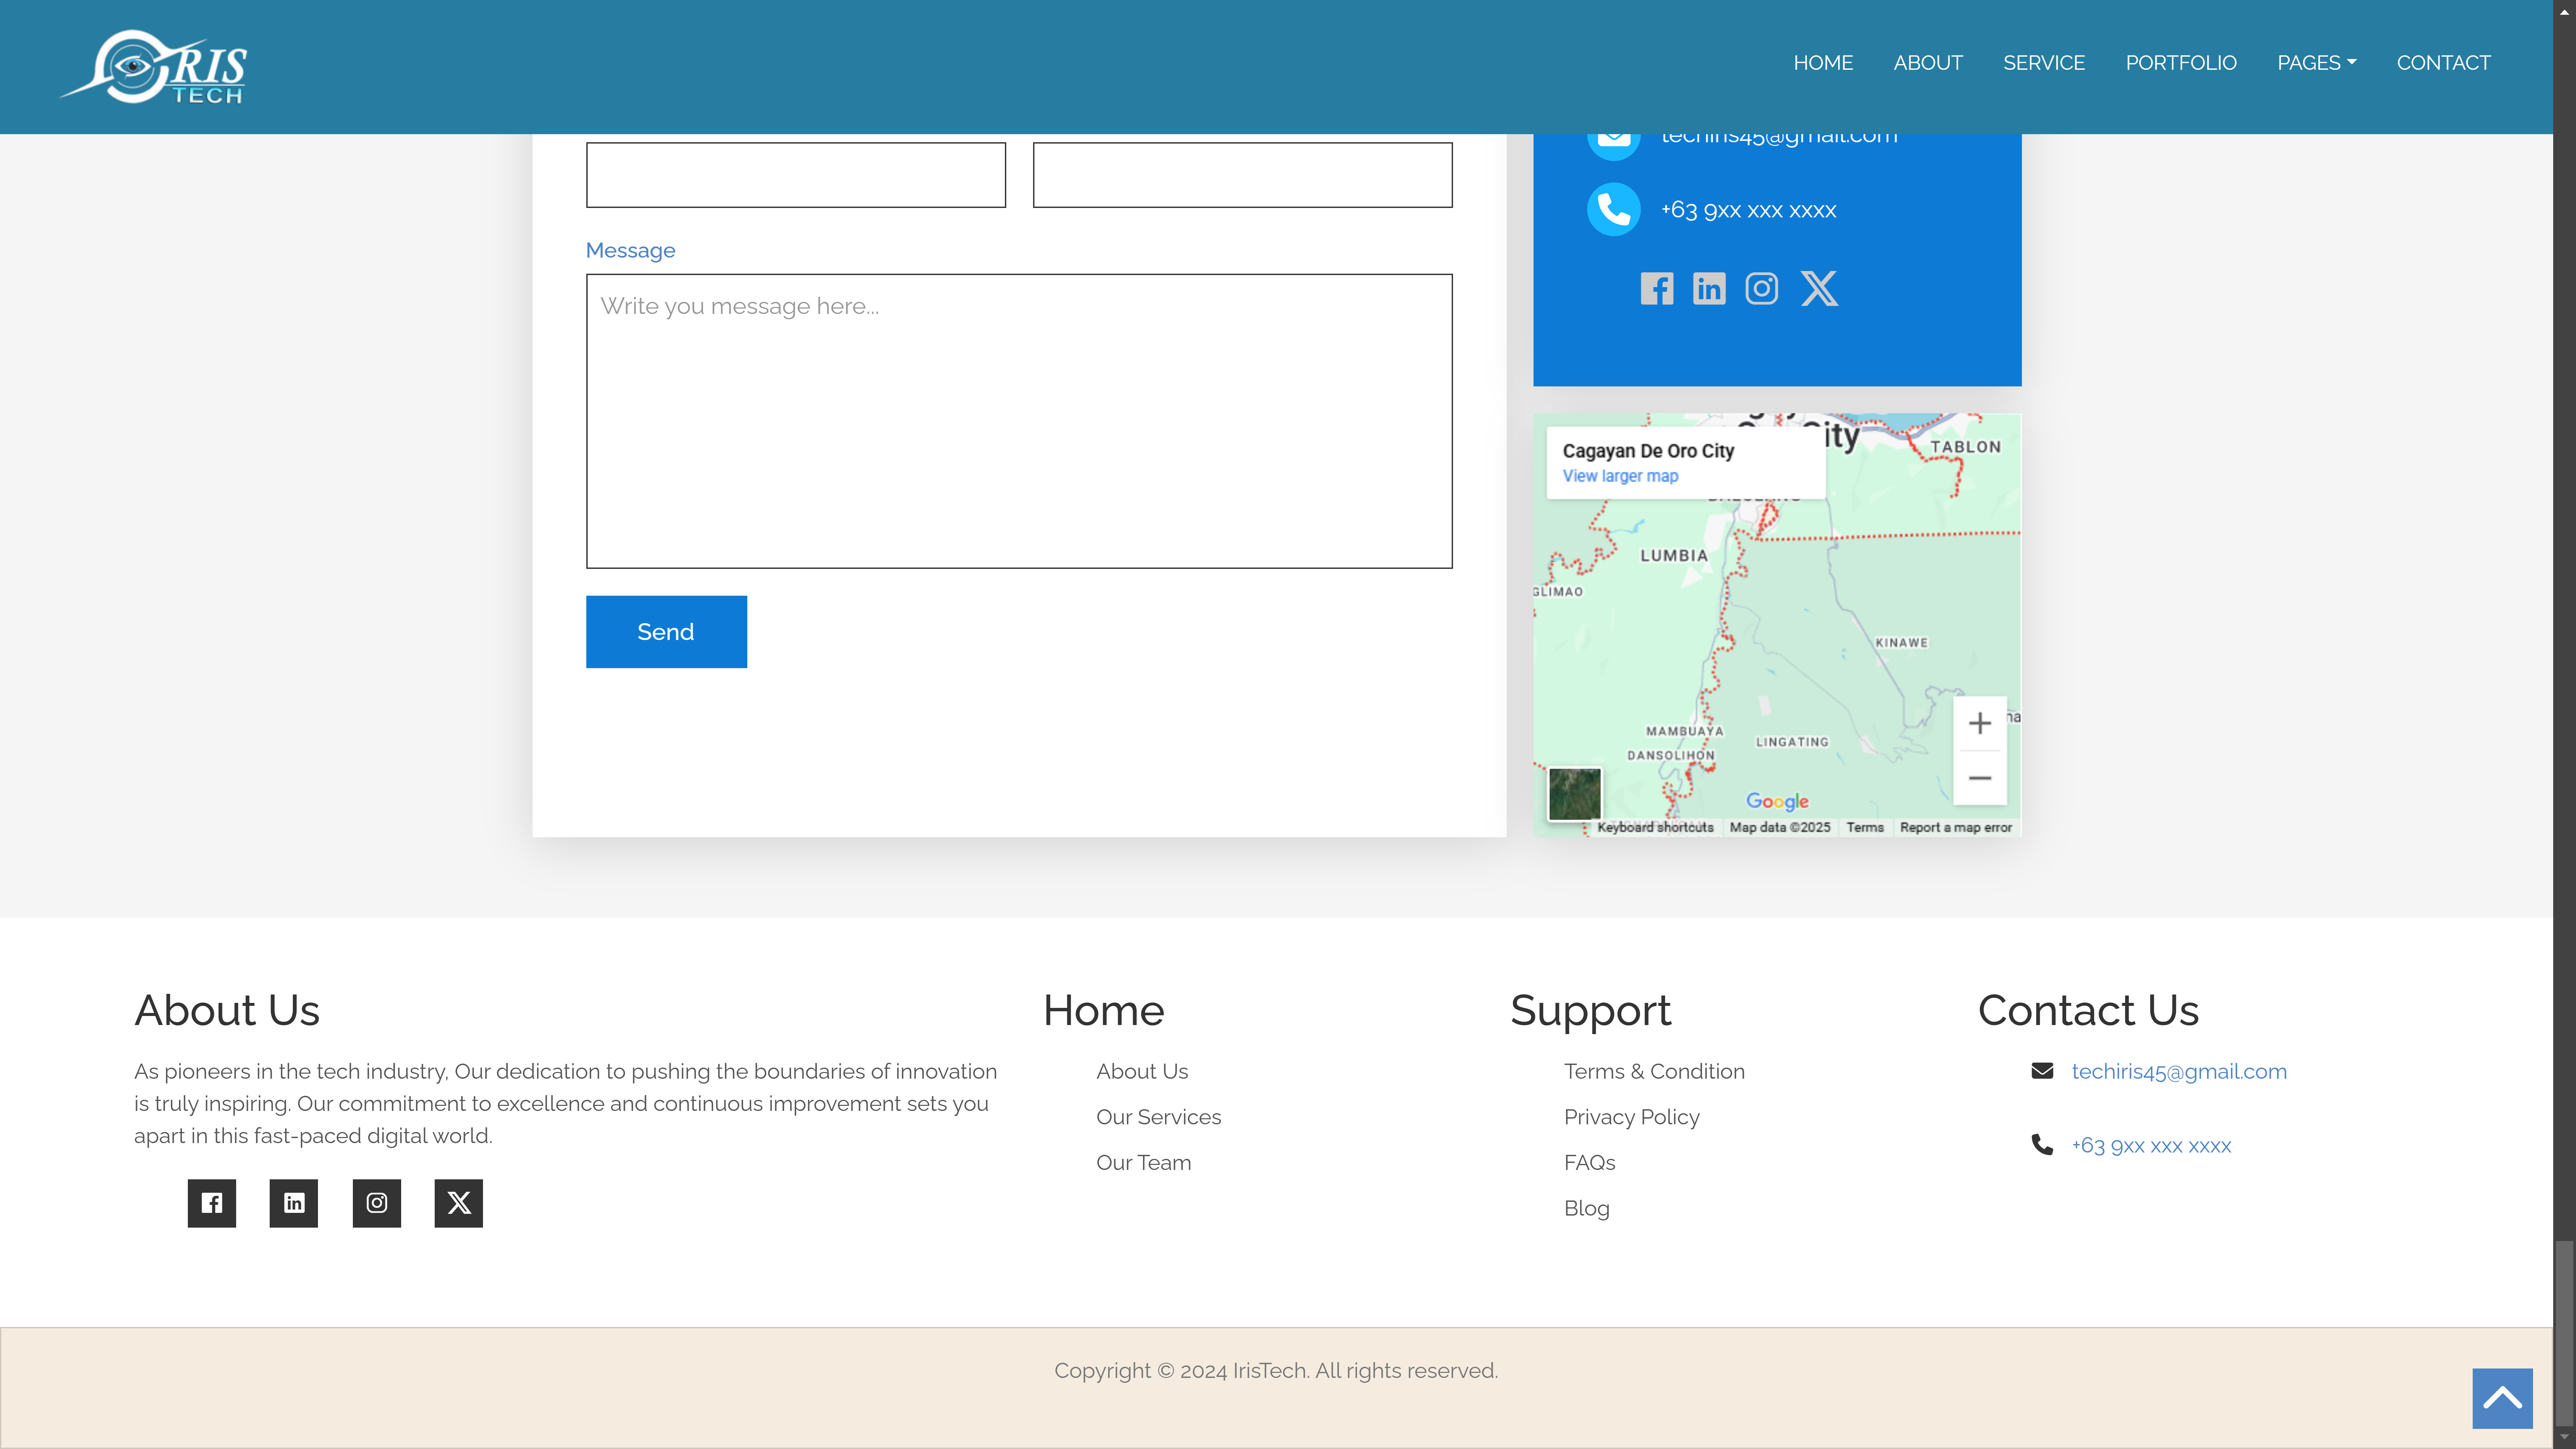 RIS
TECH
HOME ABOUT SERVICE PORTFOLIO PAGES CONTACT
techiris45@gmail.com
+63 9xx xxx xxxx
Message
Write you message here...
Send
City
TABLON
Cagayan De Oro City
View larger map
LUMBIA
GLIMAO
KINAWE
MAMBUAYA
LINGATING
DANSOLIHON
Google
Keyboard shortcuts Map data ©2025 Terms Report a map error
About Us
As pioneers in the tech industry, Our dedication to pushing the boundaries of innovation
is truly inspiring. Our commitment to excellence and continuous improvement sets you
apart in this fast-paced digital world.
Home
About Us
Our Services
Our Team
Support
Terms & Condition
Privacy Policy
FAQs
Blog
Contact Us
techiris45@gmail.com
+63 9xx xxx xxxx
Copyright © 2024 IrisTech. All rights reserved.